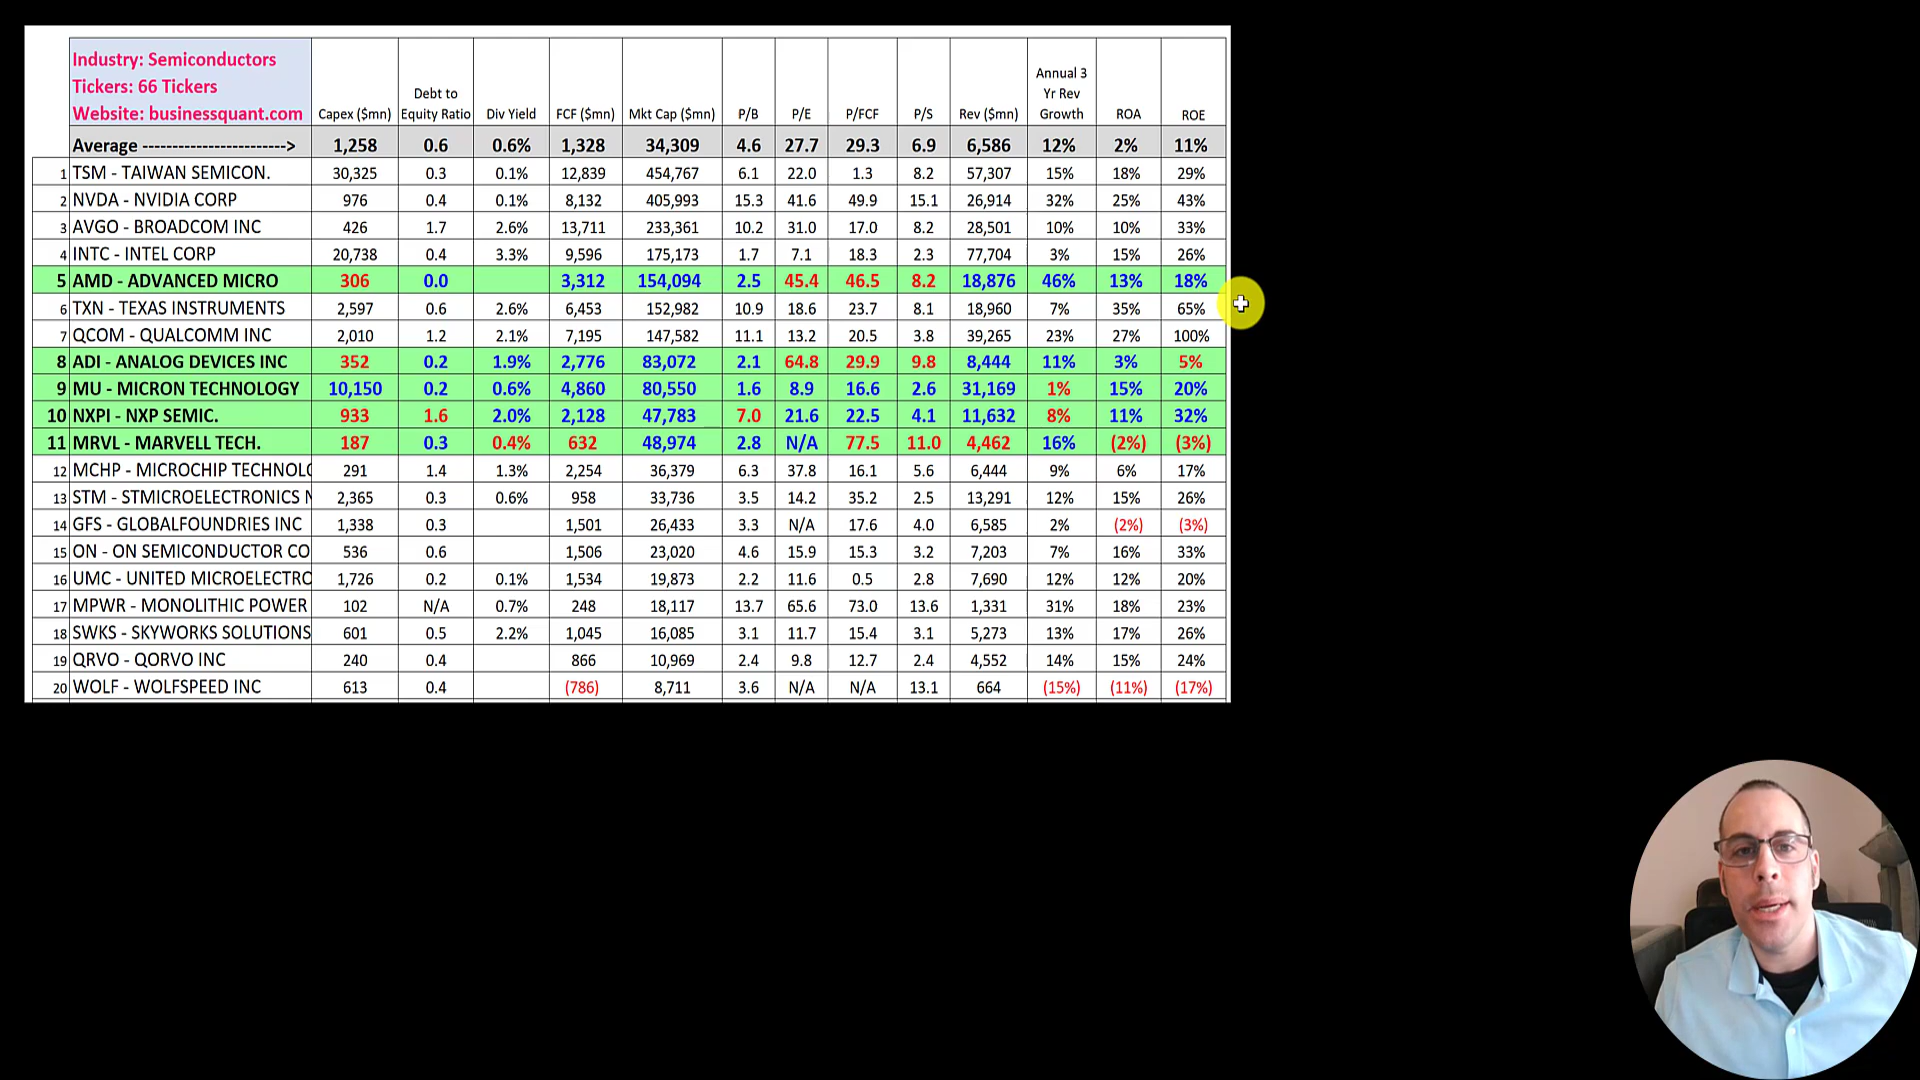 Industry: Semiconductors
Tickers: 66 Tickers
Website: businessquant.com
Capex ($mn) Debt to Equity Ratio Div Yield FCF ($mn) Mkt Cap ($mn) P/B P/E P/FCF P/S Rev ($mn) Annual 3 Yr Rev Growth ROA ROE
Average -----------------------> 1,258 0.6 0.6% 1,328 34,309 4.6 27.7 29.3 6.9 6,586 12% 2% 11%
1 TSM - TAIWAN SEMICON. 30,325 0.3 0.1% 12,839 454,767 6.1 22.0 1.3 8.2 57,307 15% 18% 29%
2 NVDA - NVIDIA CORP 976 0.4 0.1% 8,132 405,993 15.3 41.6 49.9 15.1 26,914 32% 25% 43%
3 AVGO - BROADCOM INC 426 1.7 2.6% 13,711 233,361 10.2 31.0 17.0 8.2 28,501 10% 10% 33%
4 INTC - INTEL CORP 20,738 0.4 3.3% 9,596 175,173 1.7 7.1 18.3 2.3 77,704 3% 15% 26%
5 AMD - ADVANCED MICRO 306 0.0 3,312 154,094 2.5 45.4 46.5 8.2 18,876 46% 13% 18%
6 TXN - TEXAS INSTRUMENTS 2,597 0.6 2.6% 6,453 152,982 10.9 18.6 23.7 8.1 18,960 7% 35% 65%
7 QCOM - QUALCOMM INC 2,010 1.2 2.1% 7,195 147,582 11.1 13.2 20.5 3.8 39,265 23% 27% 100%
8 ADI - ANALOG DEVICES INC 352 0.2 1.9% 2,776 83,072 2.1 64.8 29.9 9.8 8,444 11% 3% 5%
9 MU - MICRON TECHNOLOGY 10,150 0.2 0.6% 4,860 80,550 1.6 8.9 16.6 2.6 31,169 1% 15% 20%
10 NXPI - NXP SEMIC. 933 1.6 2.0% 2,128 47,783 7.0 21.6 22.5 4.1 11,632 8% 11% 32%
11 MRVL - MARVELL TECH. 187 0.3 0.4% 632 48,974 2.8 N/A 77.5 11.0 4,462 16% (2%) (3%)
12 MCHP - MICROCHIP TECHNOLO 291 1.4 1.3% 2,254 36,379 6.3 37.8 16.1 5.6 6,444 9% 6% 17%
13 STM - STMICROELECTRONICS N 2,365 0.3 0.6% 958 33,736 3.5 14.2 35.2 2.5 13,291 12% 15% 26%
14 GFS - GLOBALFOUNDRIES INC 1,338 0.3 1,501 26,433 3.3 N/A 17.6 4.0 6,585 2% (2%) (3%)
15 ON - ON SEMICONDUCTOR CO 536 0.6 1,506 23,020 4.6 15.9 15.3 3.2 7,203 7% 16% 33%
16 UMC - UNITED MICROELECTRO 1,726 0.2 0.1% 1,534 19,873 2.2 11.6 0.5 2.8 7,690 12% 12% 20%
17 MPWR - MONOLITHIC POWER 102 N/A 0.7% 248 18,117 13.7 65.6 73.0 13.6 1,331 31% 18% 23%
18 SWKS - SKYWORKS SOLUTIONS 601 0.5 2.2% 1,045 16,085 3.1 11.7 15.4 3.1 5,273 13% 17% 26%
19 QRVO - QORVO INC 240 0.4 866 10,969 2.4 9.8 12.7 2.4 4,552 14% 15% 24%
20 WOLF - WOLFSPEED INC 613 0.4 (786) 8,711 3.6 N/A N/A 13.1 664 (15%) (11%) (17%)